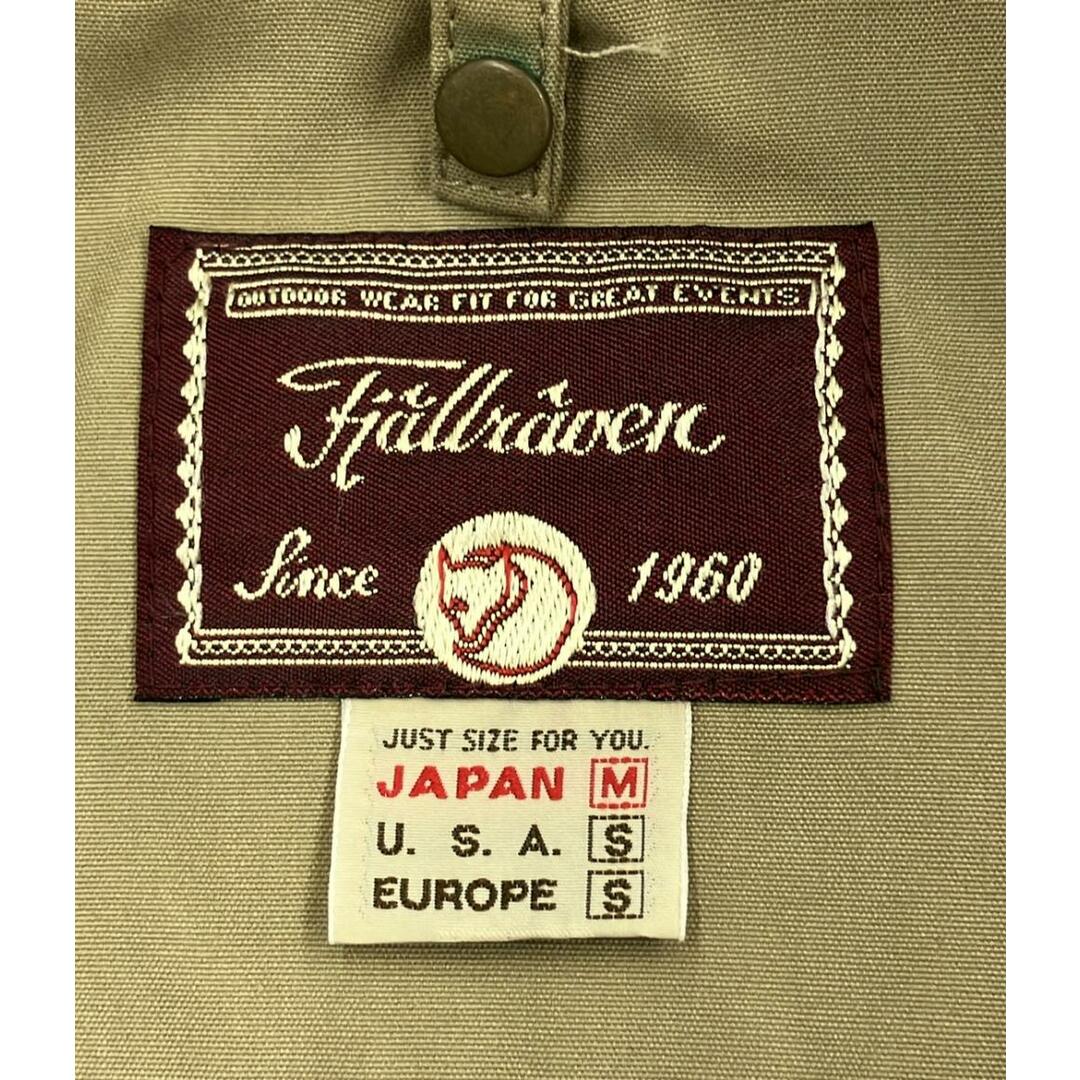 OUTDOOR WEAR FIT FOR GREAT EVENTS
Fjällräven
Since 1960
JUST SIZE FOR YOU.
JAPAN M
U. S. A. S
EUROPE S